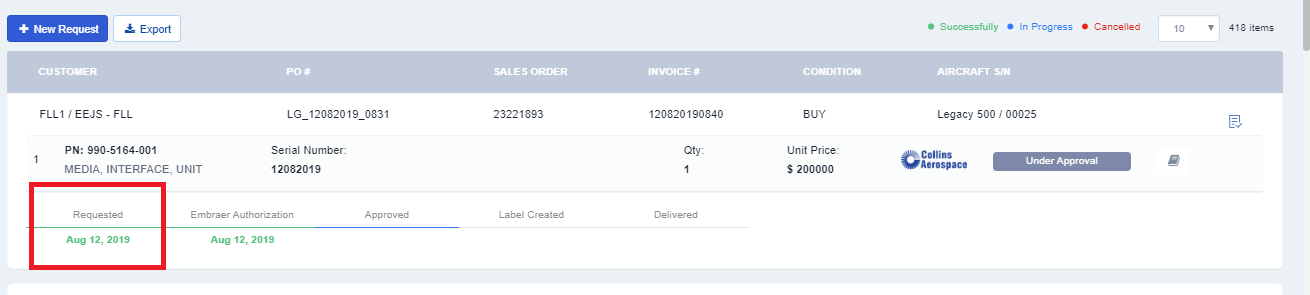 New Request
Export
Successfully
In Progress
Cancelled
10
418 items
CUSTOMER PO # SALES ORDER INVOICE # CONDITION AIRCRAFT S/N
FLL1 / EEJS - FLL LG_12082019_0831 23221893 120820190840 BUY Legacy 500 / 00025
1
PN: 990-5164-001
MEDIA, INTERFACE, UNIT
Serial Number:
12082019
Qty:
1
Unit Price:
$ 200000
Collins
Aerospace
Under Approval
Requested Embraer Authorization Approved Label Created Delivered
Aug 12, 2019 Aug 12, 2019